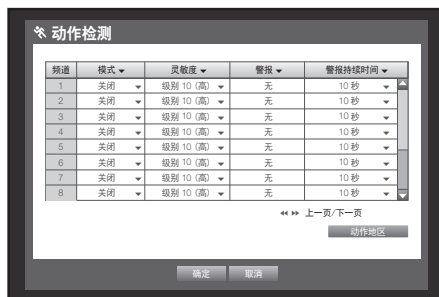 动作检测
频道 模式 灵敏度 警报 警报持续时间
1 关闭 级别 10 (高) 无 10 秒
2 关闭 级别 10 (高) 无 10 秒
3 关闭 级别 10 (高) 无 10 秒
4 关闭 级别 10 (高) 无 10 秒
5 关闭 级别 10 (高) 无 10 秒
6 关闭 级别 10 (高) 无 10 秒
7 关闭 级别 10 (高) 无 10 秒
8 关闭 级别 10 (高) 无 10 秒
上一页/下一页
动作地区
确定 取消